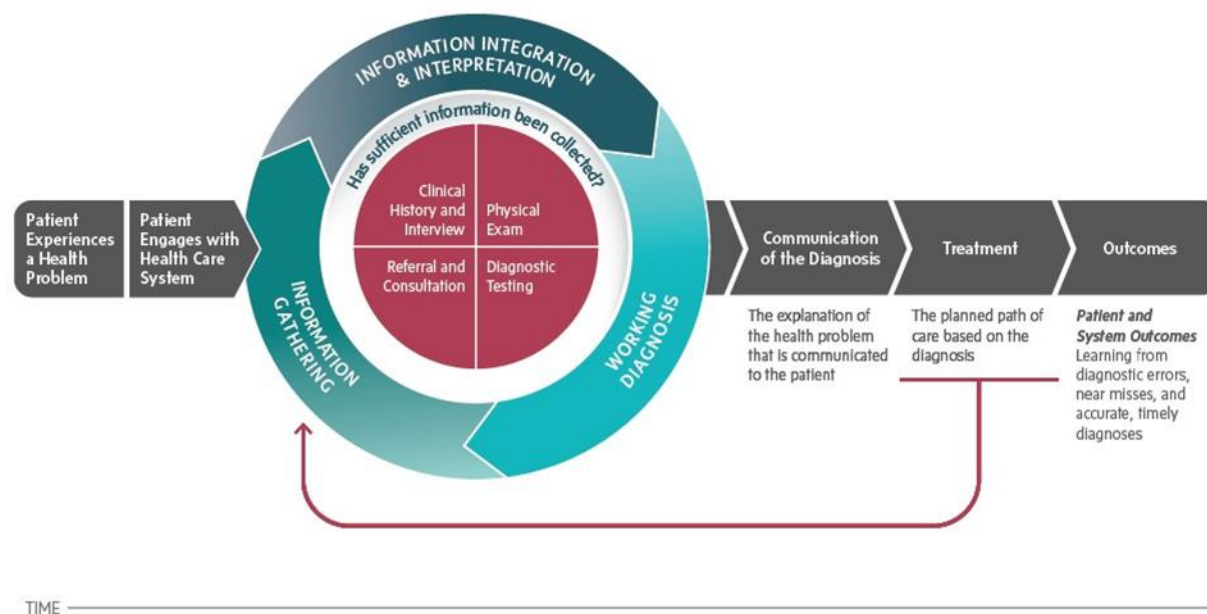 INFORMATION INTEGRATION
& INTERPRETATION
Has sufficient information been collected?
Clinical
History and
Interview
Physical
Exam
Referral and
Consultation
Diagnostic
Testing
INFORMATION
GATHERING
WORKING
DIAGNOSIS
Patient
Experiences
a Health
Problem
Patient
Engages with
Health Care
System
Communication
of the Diagnosis
Treatment
Outcomes
The explanation of
the health problem
that is communicated
to the patient
The planned path of
care based on the
diagnosis
Patient and
System Outcomes
Learning from
diagnostic errors,
near misses, and
accurate, timely
diagnoses
TIME